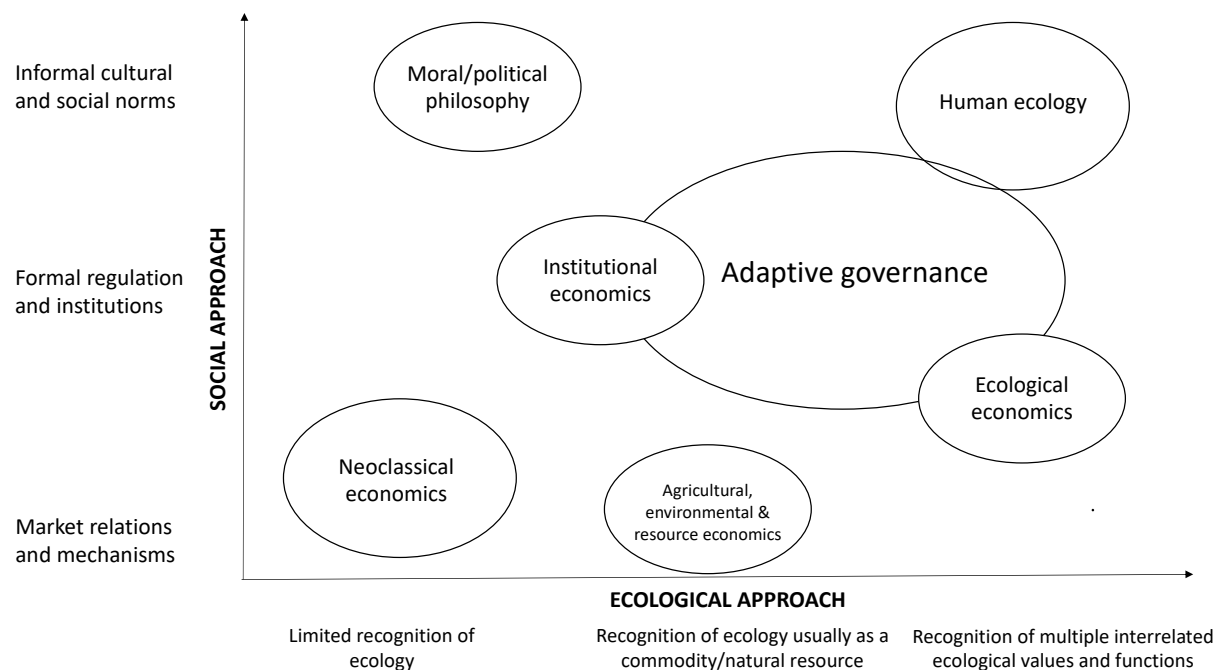 Informal cultural
and social norms
Moral/political
philosophy
Human ecology
Formal regulation
and institutions
SOCIAL APPROACH
Institutional
economics
Adaptive governance
Ecological
economics
Neoclassical
economics
Agricultural,
environmental &
resource economics
.
Market relations
and mechanisms
ECOLOGICAL APPROACH
Limited recognition of
ecology
Recognition of ecology usually as a
commodity/natural resource
Recognition of multiple interrelated
ecological values and functions